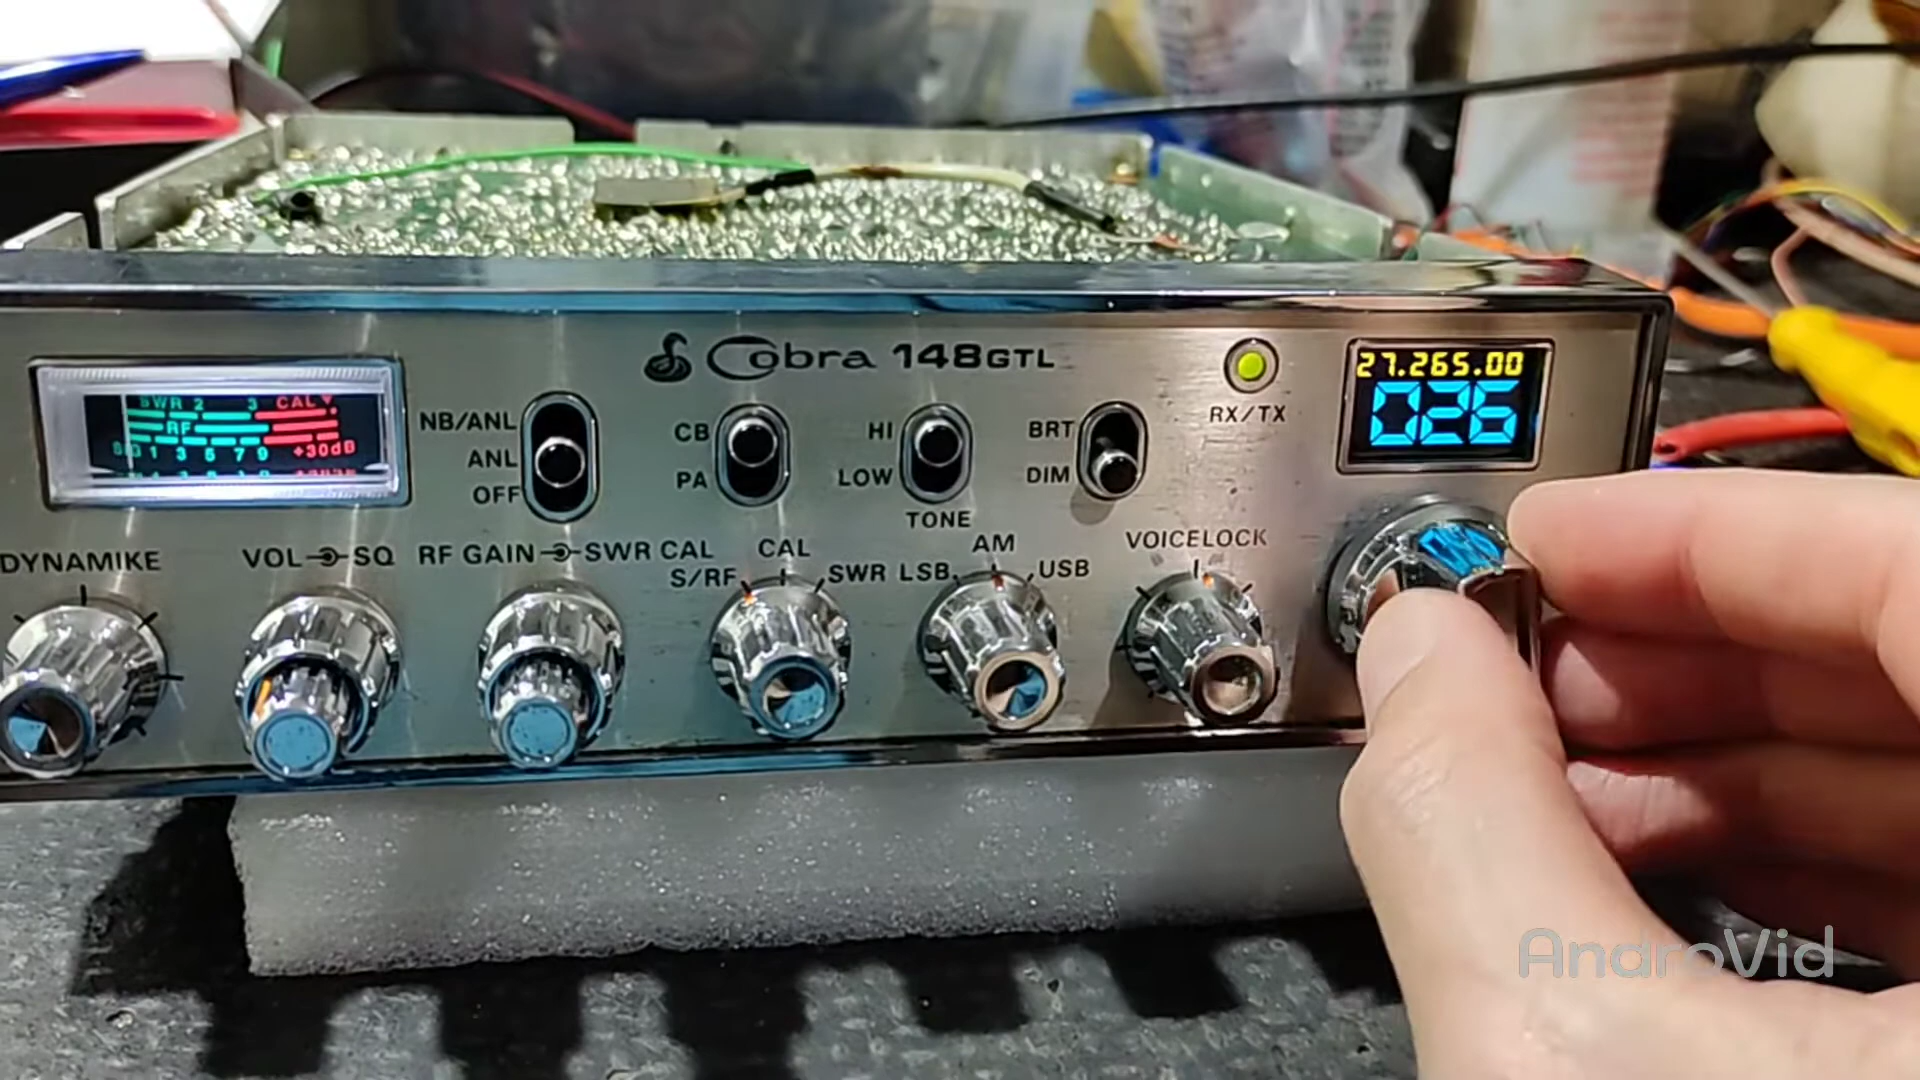 Cobra 148GTL
27.265.00
026
RX/TX
SWR 2 3 CAL
RF
SIG 1 3 5 7 9 +30dB
NB/ANL
ANL
OFF
CB
PA
HI
LOW
TONE
BRT
DIM
DYNAMIKE
VOL SQ
RF GAIN SWR CAL
CAL
S/RF
SWR
AM
LSB
USB
VOICELOCK
AndroVid